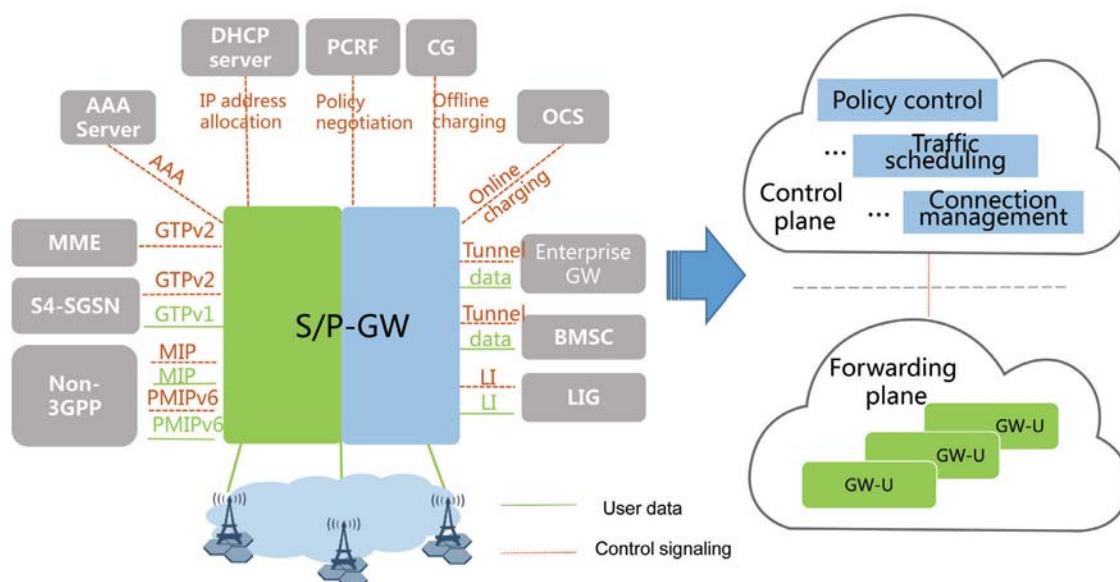 DHCP
server
PCRF
CG
AAA
Server
IP address
allocation
Policy
negotiation
Offline
charging
OCS
AAA
Online
charging
MME
GTPv2
S4-SGSN
GTPv2
GTPv1
Non-
3GPP
MIP
MIP
PMIPv6
PMIPv6
S/P-GW
Tunnel
data
Enterprise
GW
Tunnel
data
BMSC
LI
LI
LIG
User data
Control signaling
Policy control
...
Traffic
scheduling
Control
plane
...
Connection
management
Forwarding
plane
GW-U
GW-U
GW-U